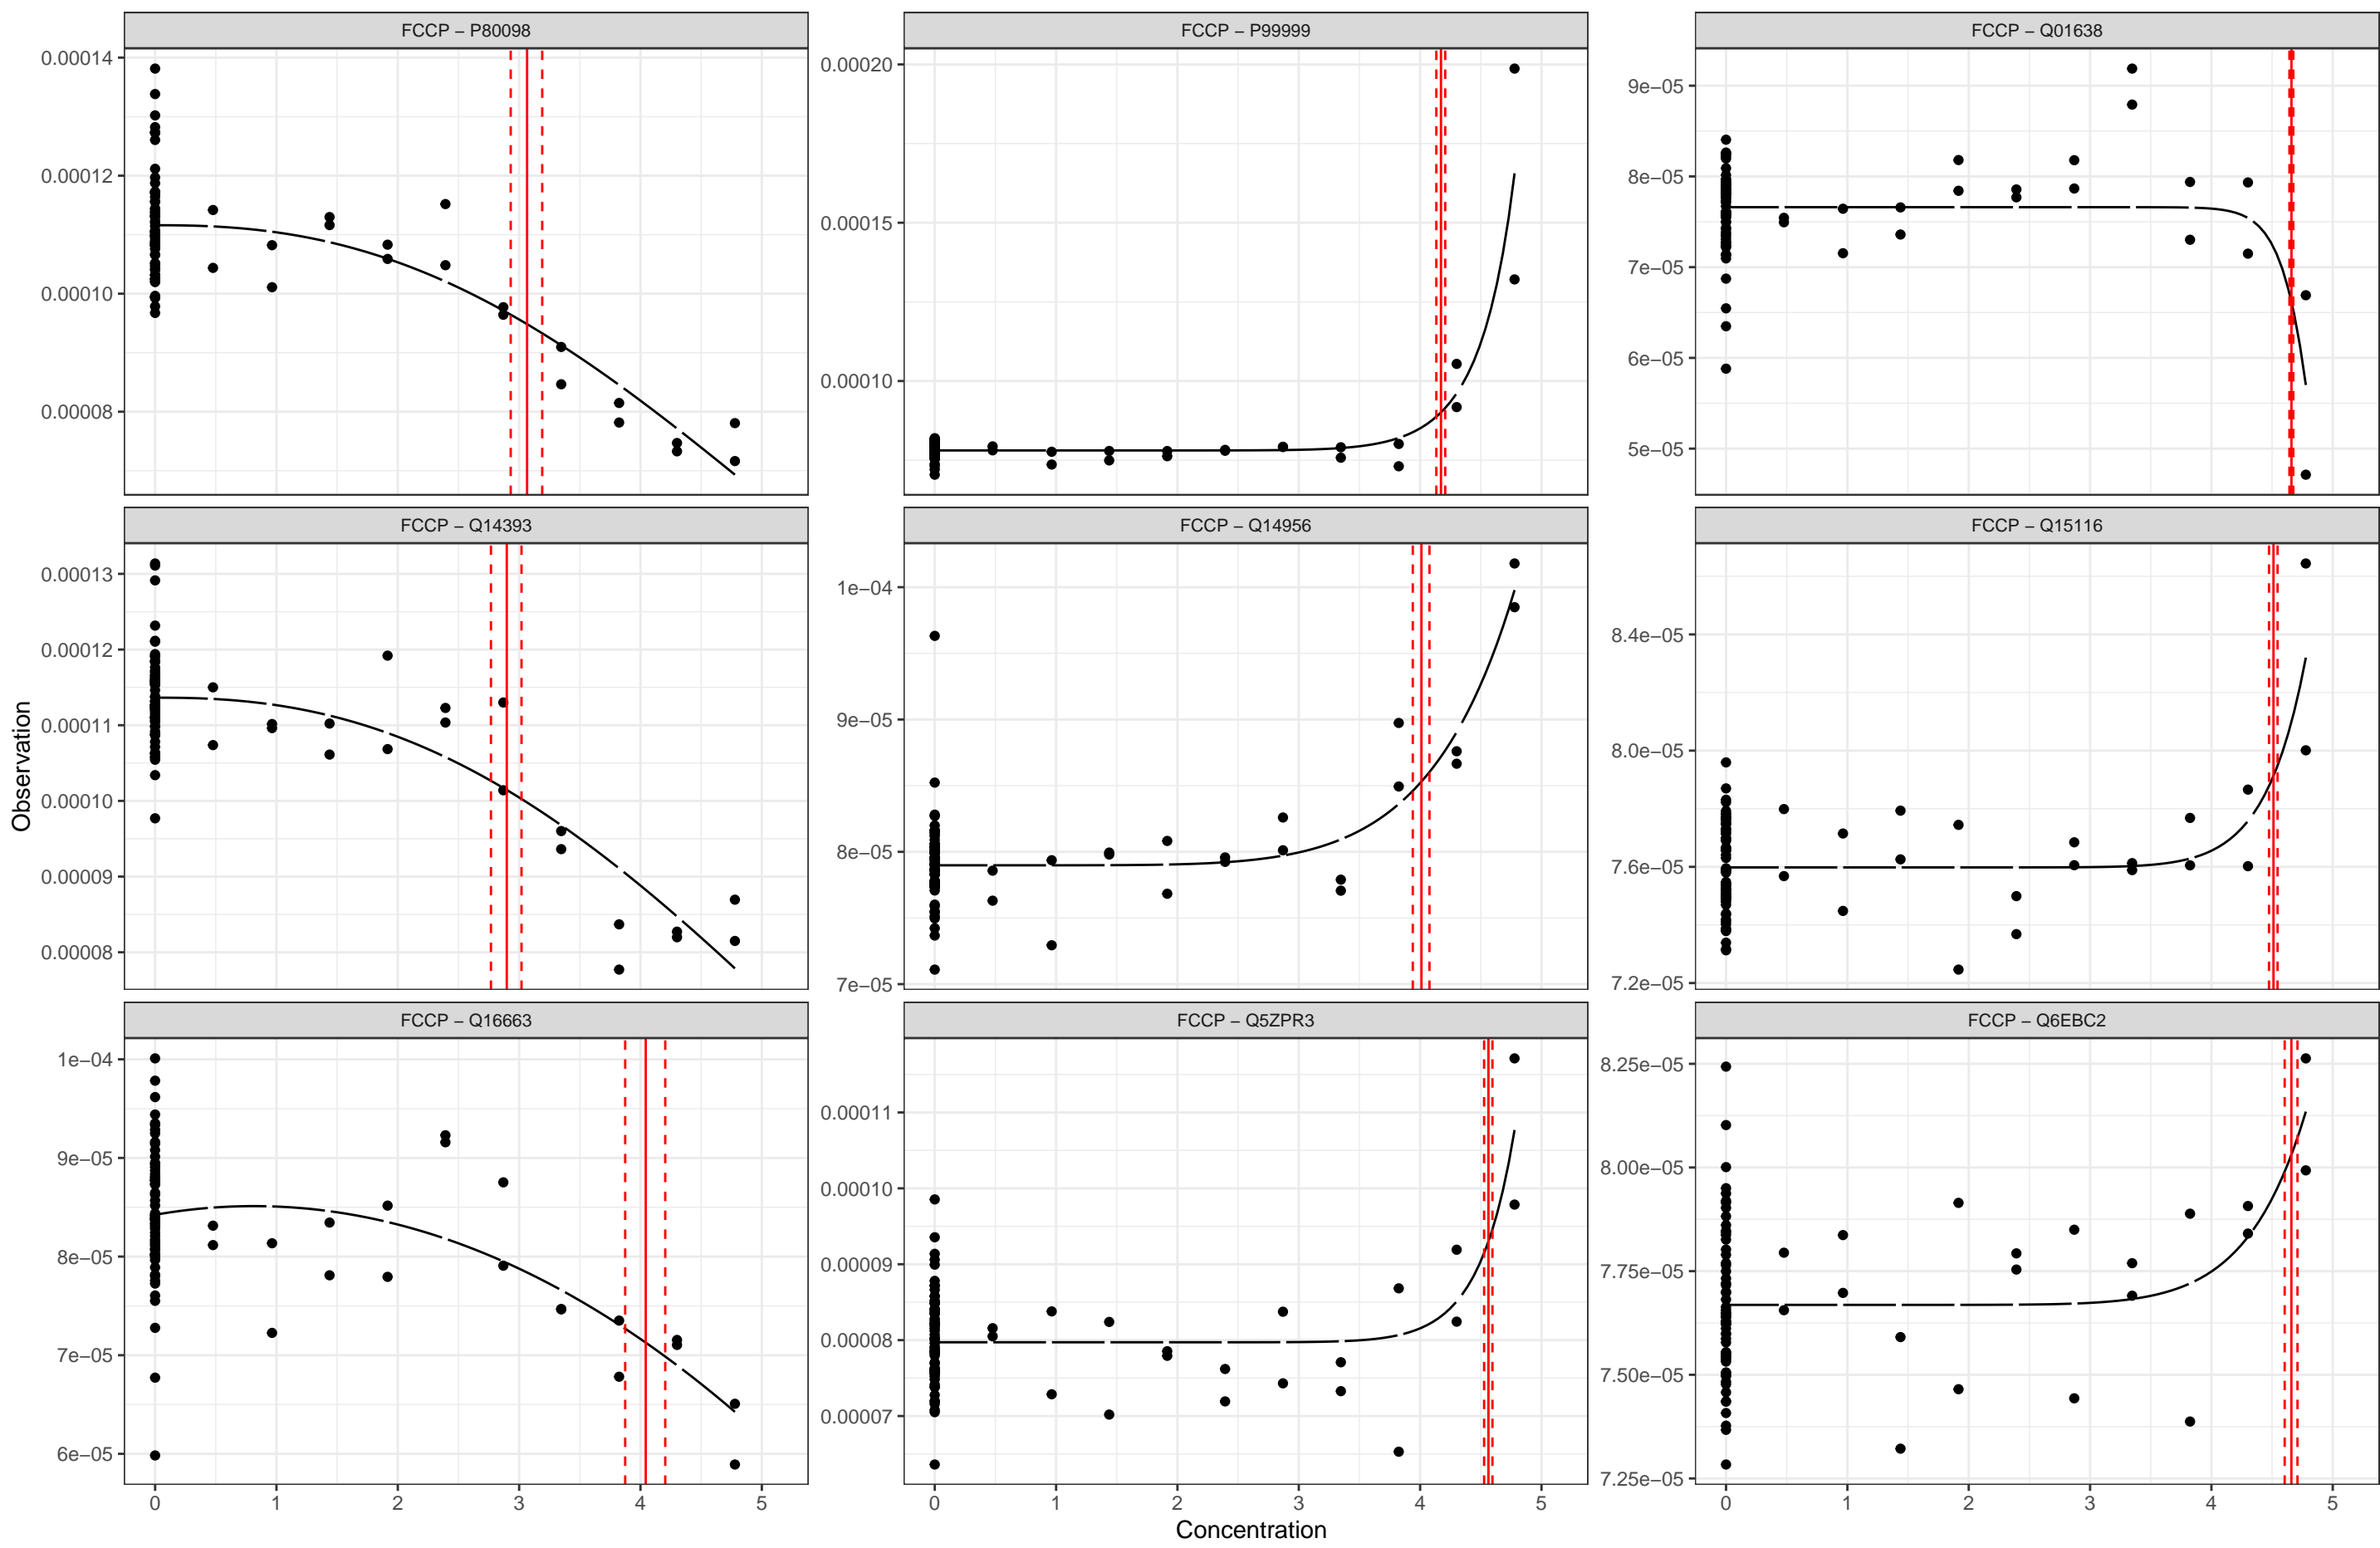 FCCP – P80098
FCCP – P99999
FCCP – Q01638
0.00014
0.00012
0.00010
0.00008
0.00020
0.00015
0.00010
9e−05
8e−05
7e−05
6e−05
5e−05
FCCP – Q14393
FCCP – Q14956
FCCP – Q15116
0.00013
0.00012
0.00011
0.00010
0.00009
0.00008
1e−04
9e−05
8e−05
7e−05
8.4e−05
8.0e−05
7.6e−05
7.2e−05
Observation
FCCP – Q16663
FCCP – Q5ZPR3
FCCP – Q6EBC2
1e−04
9e−05
8e−05
7e−05
6e−05
0.00011
0.00010
0.00009
0.00008
0.00007
8.25e−05
8.00e−05
7.75e−05
7.50e−05
7.25e−05
0 1 2 3 4 5
0 1 2 3 4 5
0 1 2 3 4 5
Concentration